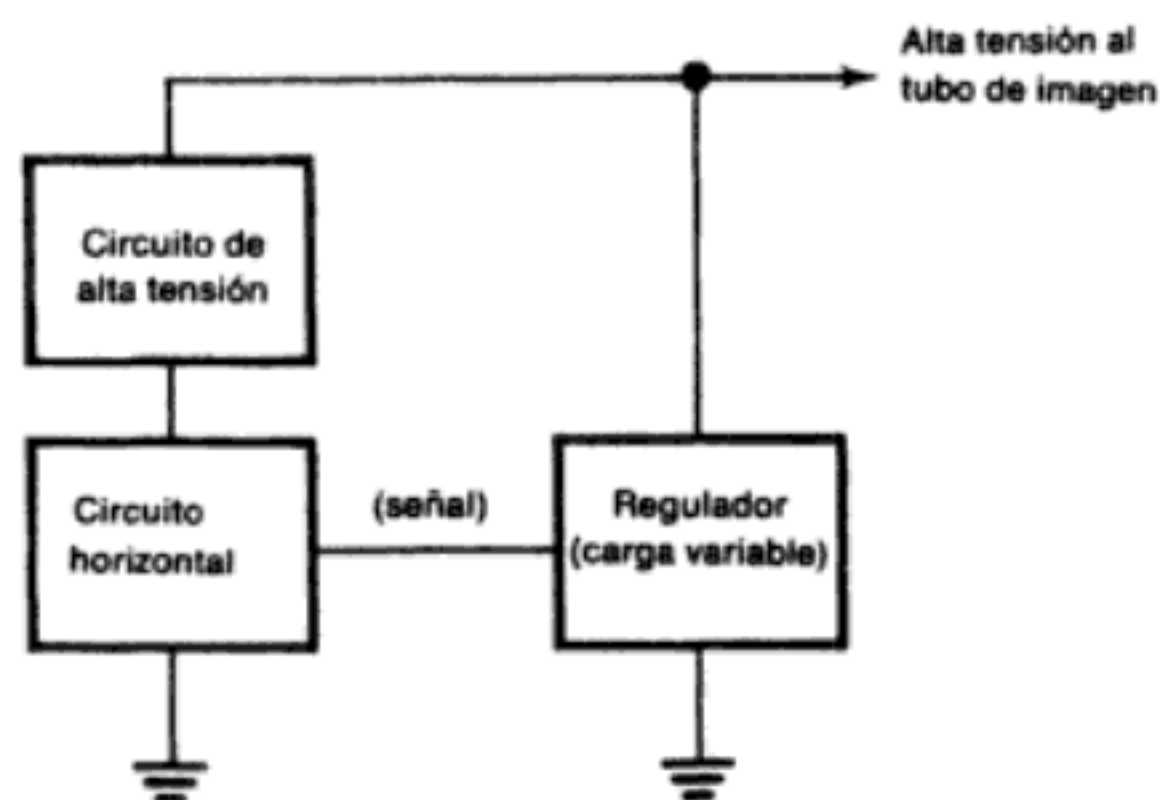 Alta tensión al
tubo de imagen
Circuito de
alta tensión
Circuito
horizontal
(señal)
Regulador
(carga variable)